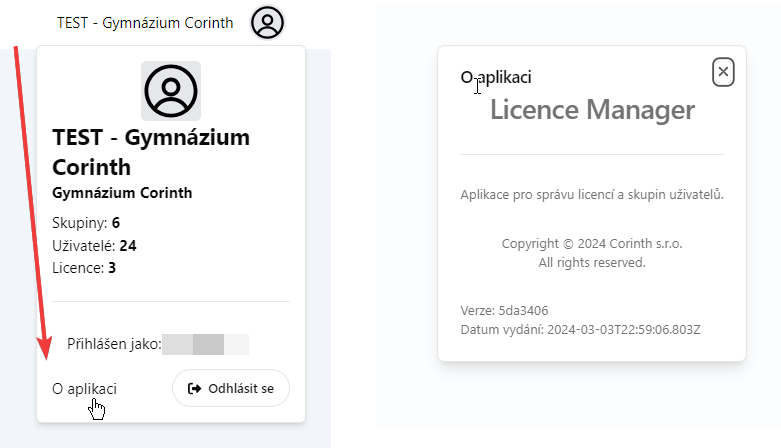 TEST - Gymnázium Corinth
TEST - Gymnázium
Corinth
Gymnázium Corinth
Skupiny: 6
Uživatelé: 24
Licence: 3
Přihlášen jako:
O aplikaci
Odhlásit se
O aplikaci
Licence Manager
Aplikace pro správu licencí a skupin uživatelů.
Copyright © 2024 Corinth s.r.o.
All rights reserved.
Verze: 5da3406
Datum vydání: 2024-03-03T22:59:06.803Z